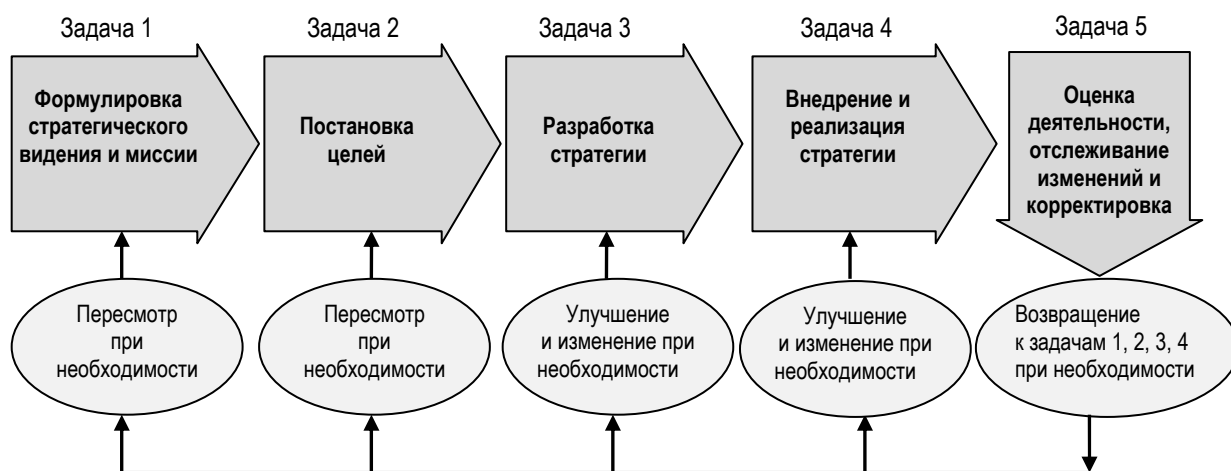 Задача 1
Задача 2
Задача 3
Задача 4
Задача 5
Формулировка
стратегического
видения и миссии
Постановка
целей
Разработка
стратегии
Внедрение и
реализация
стратегии
Оценка
деятельности,
отслеживание
изменений и
корректировка
Пересмотр
при
необходимости
Пересмотр
при
необходимости
Улучшение
и изменение при
необходимости
Улучшение
и изменение при
необходимости
Возвращение
к задачам 1, 2, 3, 4
при необходимости